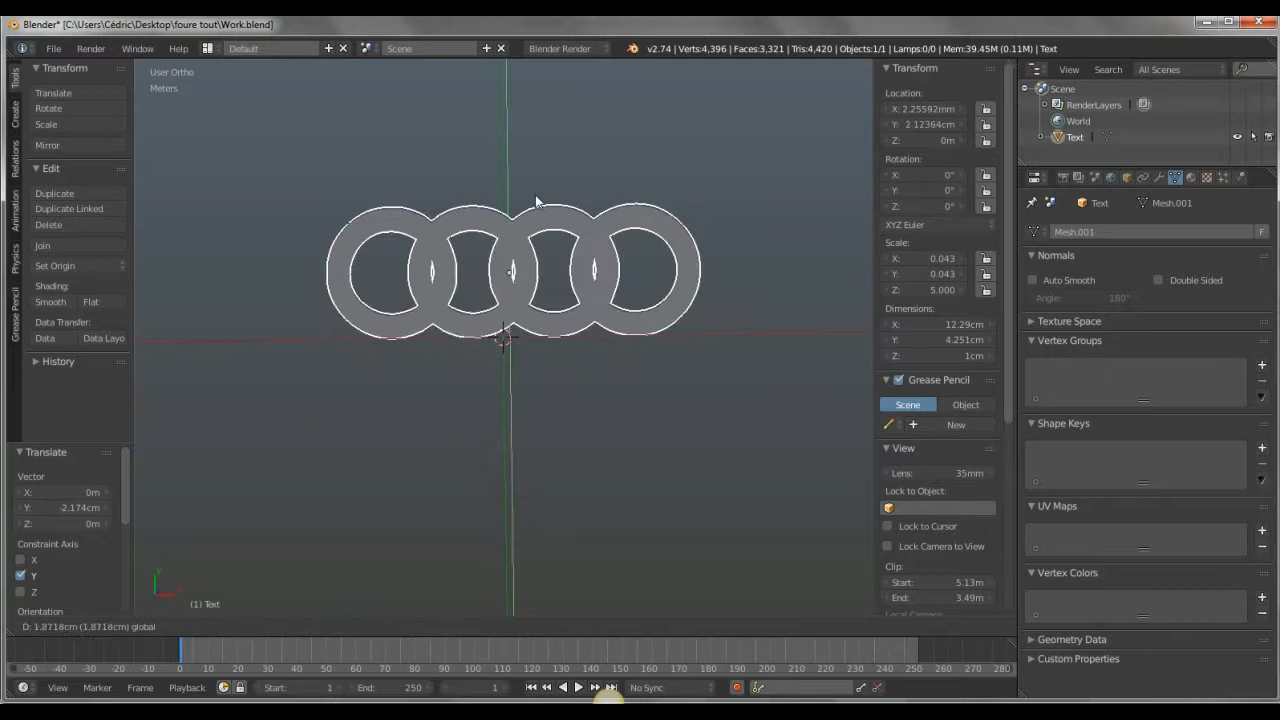 Blender* [C:\Users\Cédric\Desktop\foure tout\Work.blend]
File Render Window Help Default Scene Blender Render v2.74 | Verts:4,396 | Faces:3,321 | Tris:4,420 | Objects:1/1 | Lamps:0/0 | Mem:39.45M (0.11M) | Text
Tools
Create
Relations
Animation
Physics
Grease Pencil
Transform
Translate
Rotate
Scale
Mirror
Edit
Duplicate
Duplicate Linked
Delete
Join
Set Origin
Shading:
Smooth Flat
Data Transfer:
Data Data Layo
History
Translate
Vector
X: 0m
Y: -2.174cm
Z: 0m
Constraint Axis
X
Y
Z
Orientation
User Ortho
Meters
(1) Text
D: 1.8718cm (1.8718cm) global
Transform
Location:
X: 2.25592mm
Y: 2.12364cm
Z: 0m
Rotation:
X: 0°
Y: 0°
Z: 0°
XYZ Euler
Scale:
X: 0.043
Y: 0.043
Z: 5.000
Dimensions:
X: 12.29cm
Y: 4.251cm
Z: 1cm
Grease Pencil
Scene Object
New
View
Lens: 35mm
Lock to Object:
Lock to Cursor
Lock Camera to View
Clip:
Start: 5.13m
End: 3.49m
Local Camera:
View Search All Scenes
Scene
RenderLayers
World
Text
Text Mesh.001
Mesh.001 F
Normals
Auto Smooth Double Sided
Angle: 180°
Texture Space
Vertex Groups
Shape Keys
UV Maps
Vertex Colors
Geometry Data
Custom Properties
-50 -40 -30 -20 -10 0 10 20 30 40 50 60 70 80 90 100 110 120 130 140 150 160 170 180 190 200 210 220 230 240 250 260 270 280
View Marker Frame Playback Start: 1 End: 250 1 No Sync